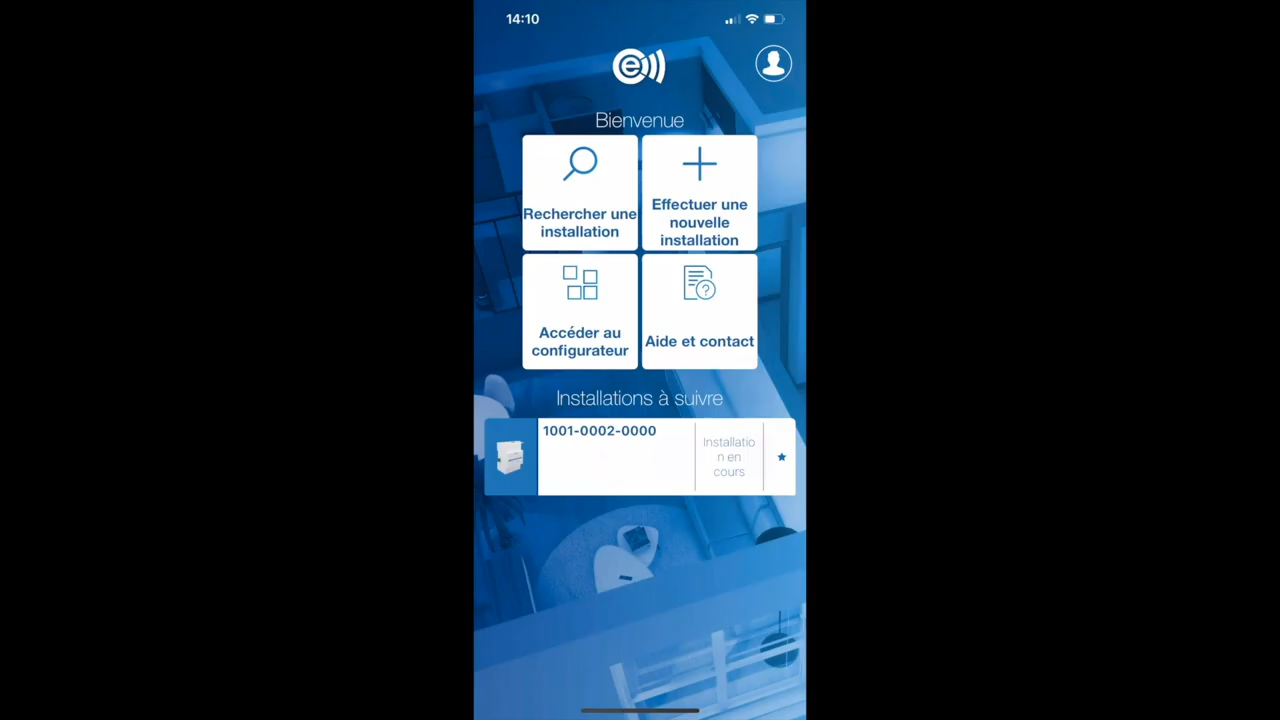 14:10
e
Bienvenue
Rechercher une
installation
Effectuer une
nouvelle
installation
Accéder au
configurateur
Aide et contact
Installations à suivre
1001-0002-0000
Installatio
n en
cours